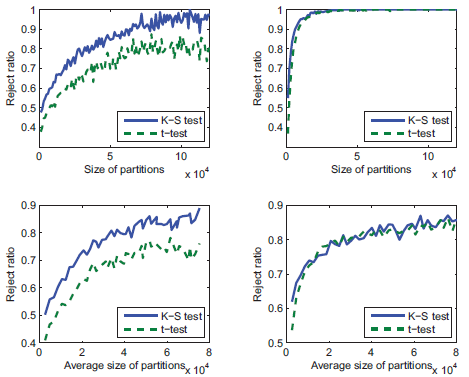 1
0.9
0.8
0.7
0.6
0.5
0.4
Reject ratio
K−S test
t−test
0 5 10
Size of partitions
x 10^4
1
0.9
0.8
0.7
0.6
0.5
0.4
Reject ratio
K−S test
t−test
0 5 10
Size of partitions
x 10^4
0.9
0.8
0.7
0.6
0.5
0.4
Reject ratio
K−S test
t−test
0 2 4 6 8
Average size of partitions
x 10^4
0.9
0.8
0.7
0.6
0.5
Reject ratio
K−S test
t−test
0 2 4 6 8
Average size of partitions
x 10^4